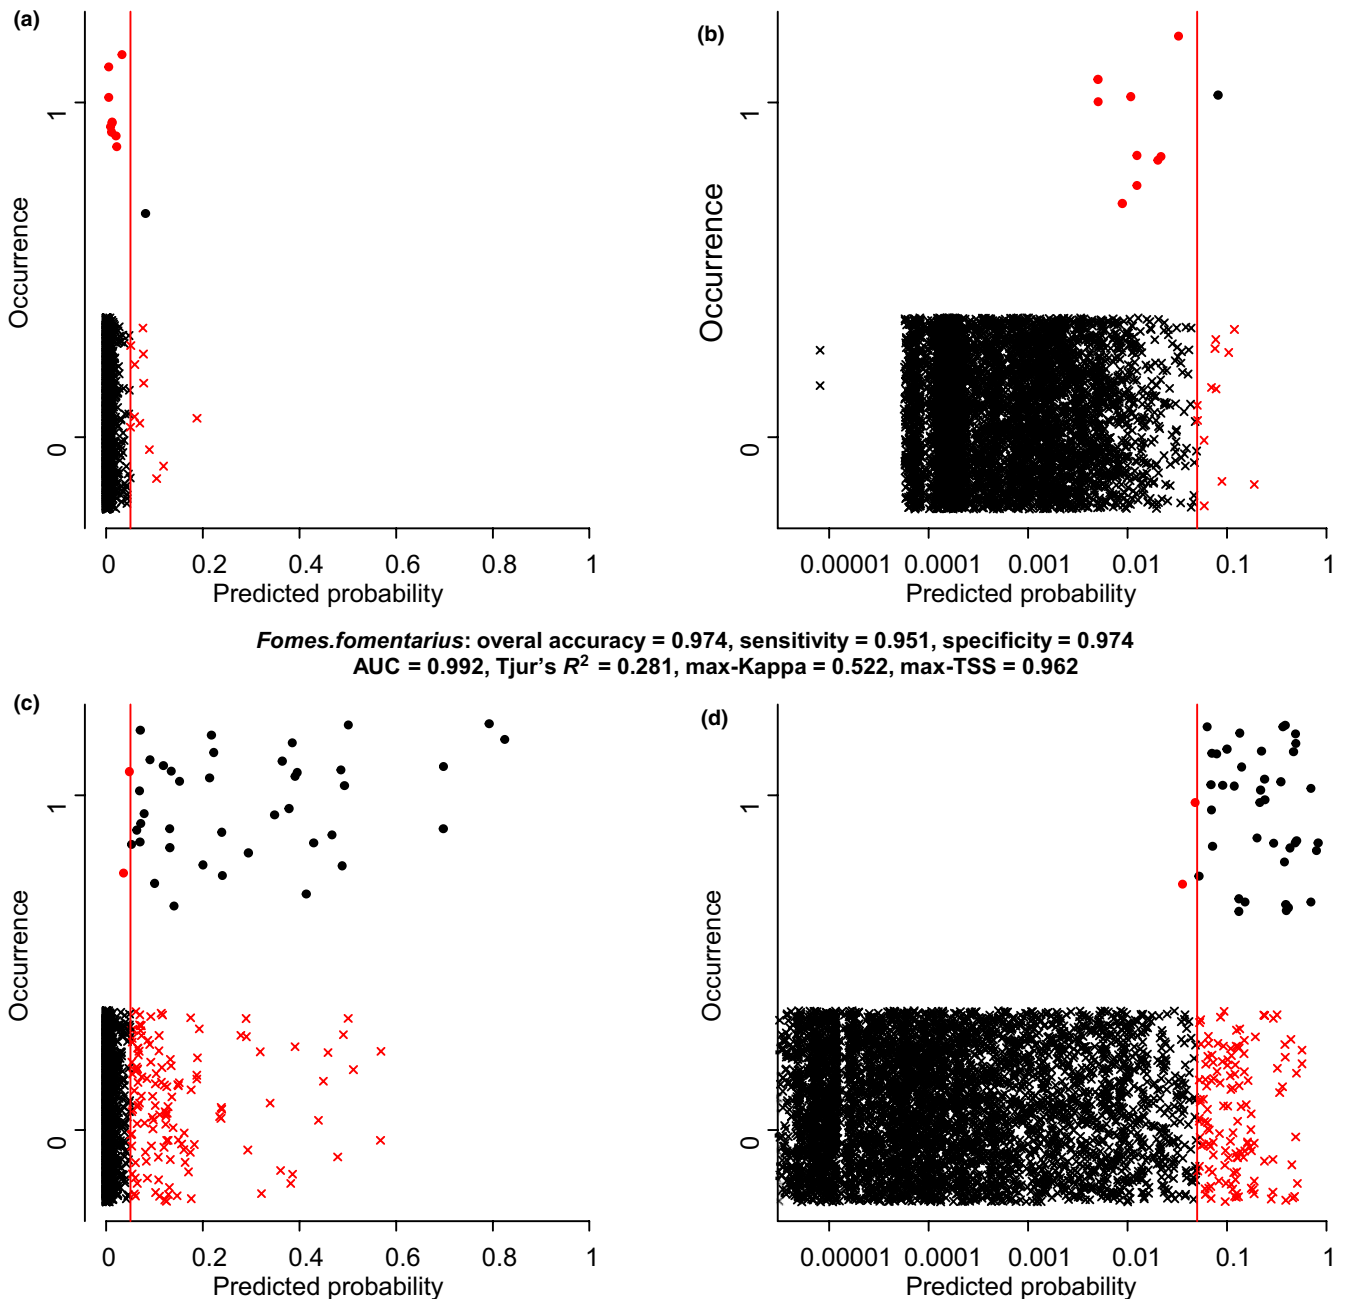 (a)
(b)
Occurrence
1
0
0 0.2 0.4 0.6 0.8 1
Predicted probability
Occurrence
1
0
0.00001 0.0001 0.001 0.01 0.1 1
Predicted probability
Fomes.fomentarius: overal accuracy = 0.974, sensitivity = 0.951, specificity = 0.974
AUC = 0.992, Tjur's R² = 0.281, max-Kappa = 0.522, max-TSS = 0.962
(c)
(d)
Occurrence
1
0
0 0.2 0.4 0.6 0.8 1
Predicted probability
Occurrence
1
0
0.00001 0.0001 0.001 0.01 0.1 1
Predicted probability